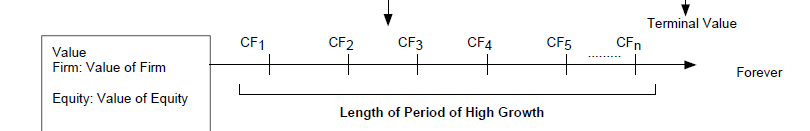 Terminal Value
CF1 CF2 CF3 CF4 CF5 ......... CFn
Value
Firm: Value of Firm
Forever
Equity: Value of Equity
Length of Period of High Growth